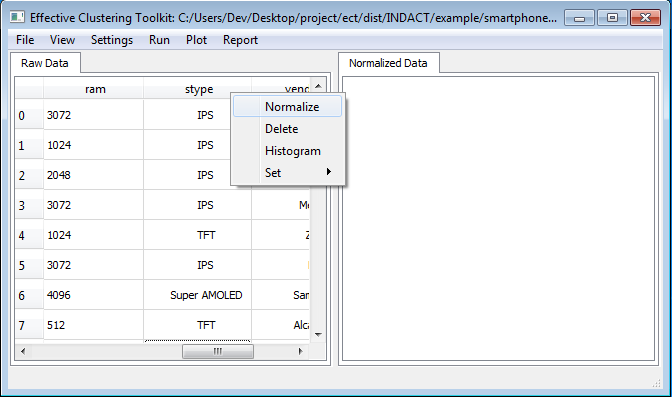 Effective Clustering Toolkit: C:/Users/Dev/Desktop/project/ect/dist/INDACT/example/smartphone...
File View Settings Run Plot Report
Raw Data Normalized Data
ram stype vend
0 3072 IPS
1 1024 IPS
2 2048 IPS
3 3072 IPS
4 1024 TFT
5 3072 IPS
6 4096 Super AMOLED Sar
7 512 TFT Alc
Normalize
Delete
Histogram
Set